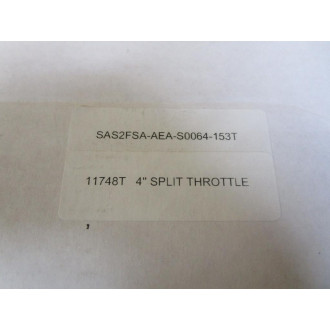 SAS2FSA-AEA-S0064-153T
11748T 4" SPLIT THROTTLE